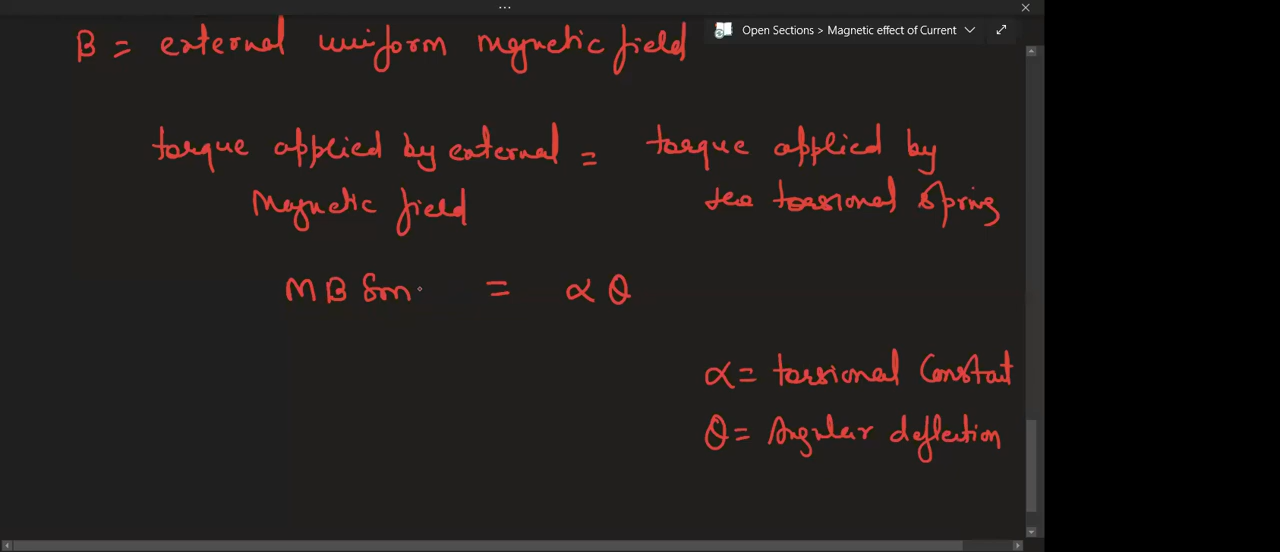 Open Sections > Magnetic effect of Current
B = external uniform magnetic field
torque applied by external = torque applied by
Magnetic field torsional spring
MB Sin = α θ
α = torsional Constant
θ = Angular deflection